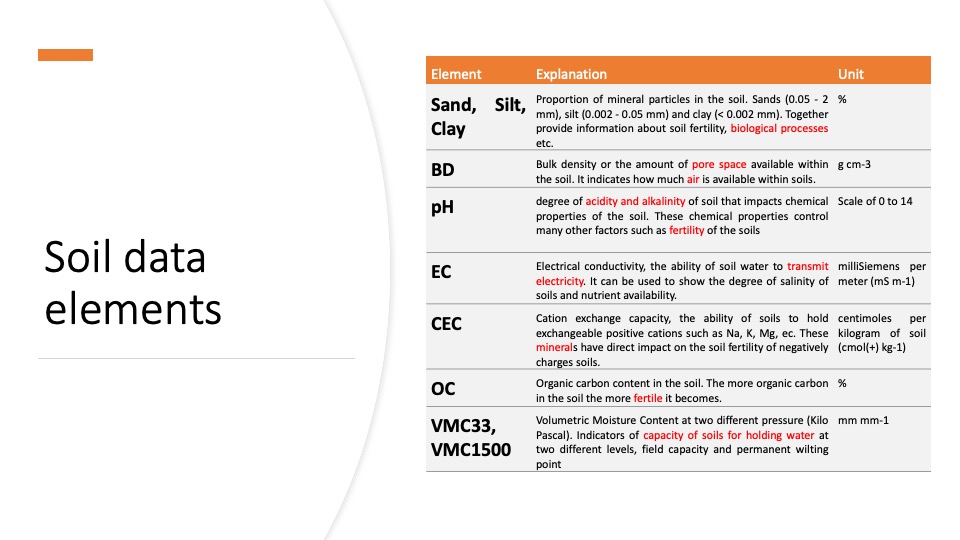 Soil data
elements
Element Explanation Unit
Sand, Silt,
Clay
Proportion of mineral particles in the soil. Sands (0.05 - 2
mm), silt (0.002 - 0.05 mm) and clay (< 0.002 mm). Together
provide information about soil fertility, biological processes
etc.
%
BD
Bulk density or the amount of pore space available within
the soil. It indicates how much air is available within soils.
g cm-3
pH
degree of acidity and alkalinity of soil that impacts chemical
properties of the soil. These chemical properties control
many other factors such as fertility of the soils
Scale of 0 to 14
EC
Electrical conductivity, the ability of soil water to transmit
electricity. It can be used to show the degree of salinity of
soils and nutrient availability.
milliSiemens per
meter (mS m-1)
CEC
Cation exchange capacity, the ability of soils to hold
exchangeable positive cations such as Na, K, Mg, ec. These
minerals have direct impact on the soil fertility of negatively
charges soils.
centimoles per
kilogram of soil
(cmol(+) kg-1)
OC
Organic carbon content in the soil. The more organic carbon
in the soil the more fertile it becomes.
%
VMC33,
VMC1500
Volumetric Moisture Content at two different pressure (Kilo
Pascal). Indicators of capacity of soils for holding water at
two different levels, field capacity and permanent wilting
point
mm mm-1